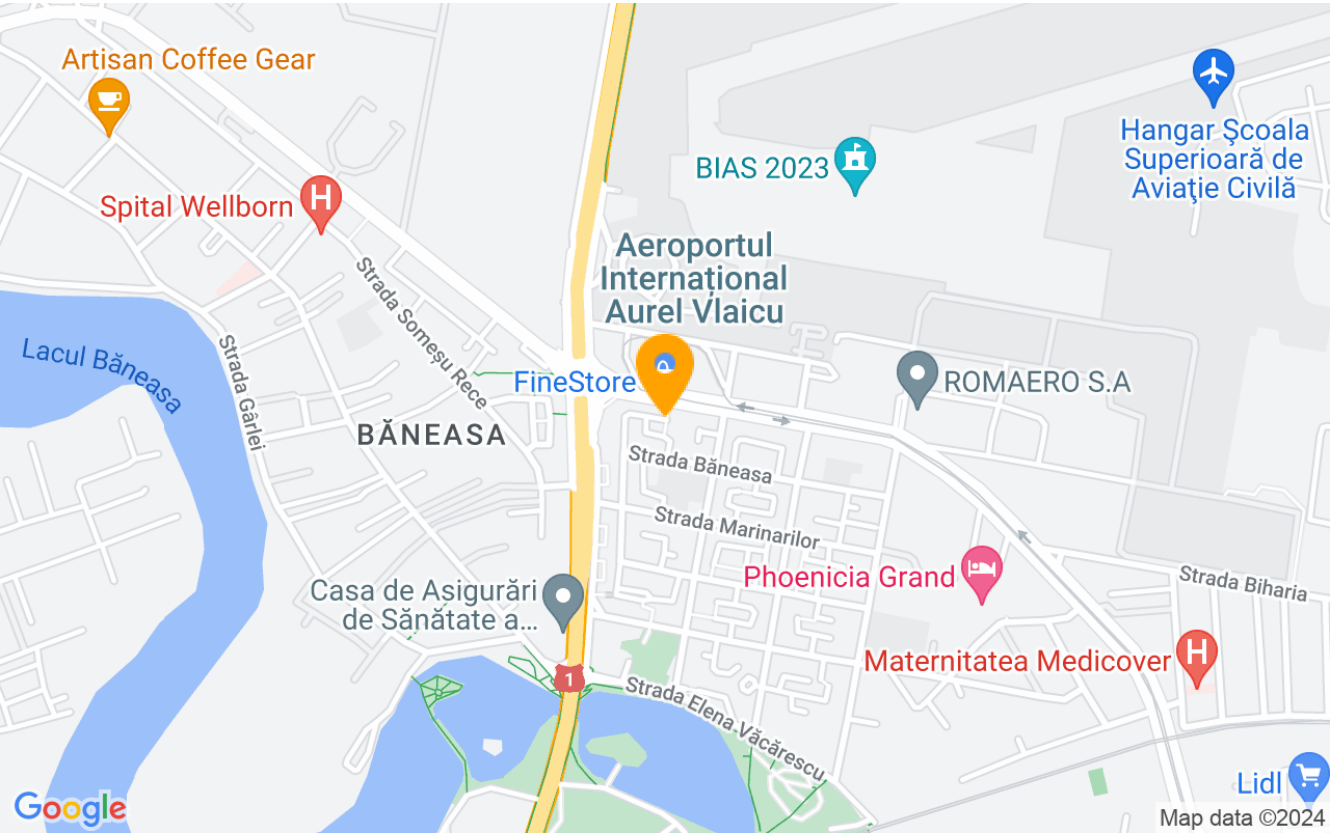 Artisan Coffee Gear
Hangar Şcoala
Superioară de
Aviaţie Civilă
BIAS 2023
Spital Wellborn
H
Aeroportul
Internațional
Aurel Vlaicu
Strada Someșu Rece
Lacul Băneasa
Strada Gârlei
FineStore
ROMAERO S.A
BĂNEASA
Strada Băneasa
Strada Marinarilor
Phoenicia Grand
Strada Biharia
Casa de Asigurări
de Sănătate a...
Maternitatea Medicover
H
1
Strada Elena Văcărescu
Lidl
Google
Map data ©2024